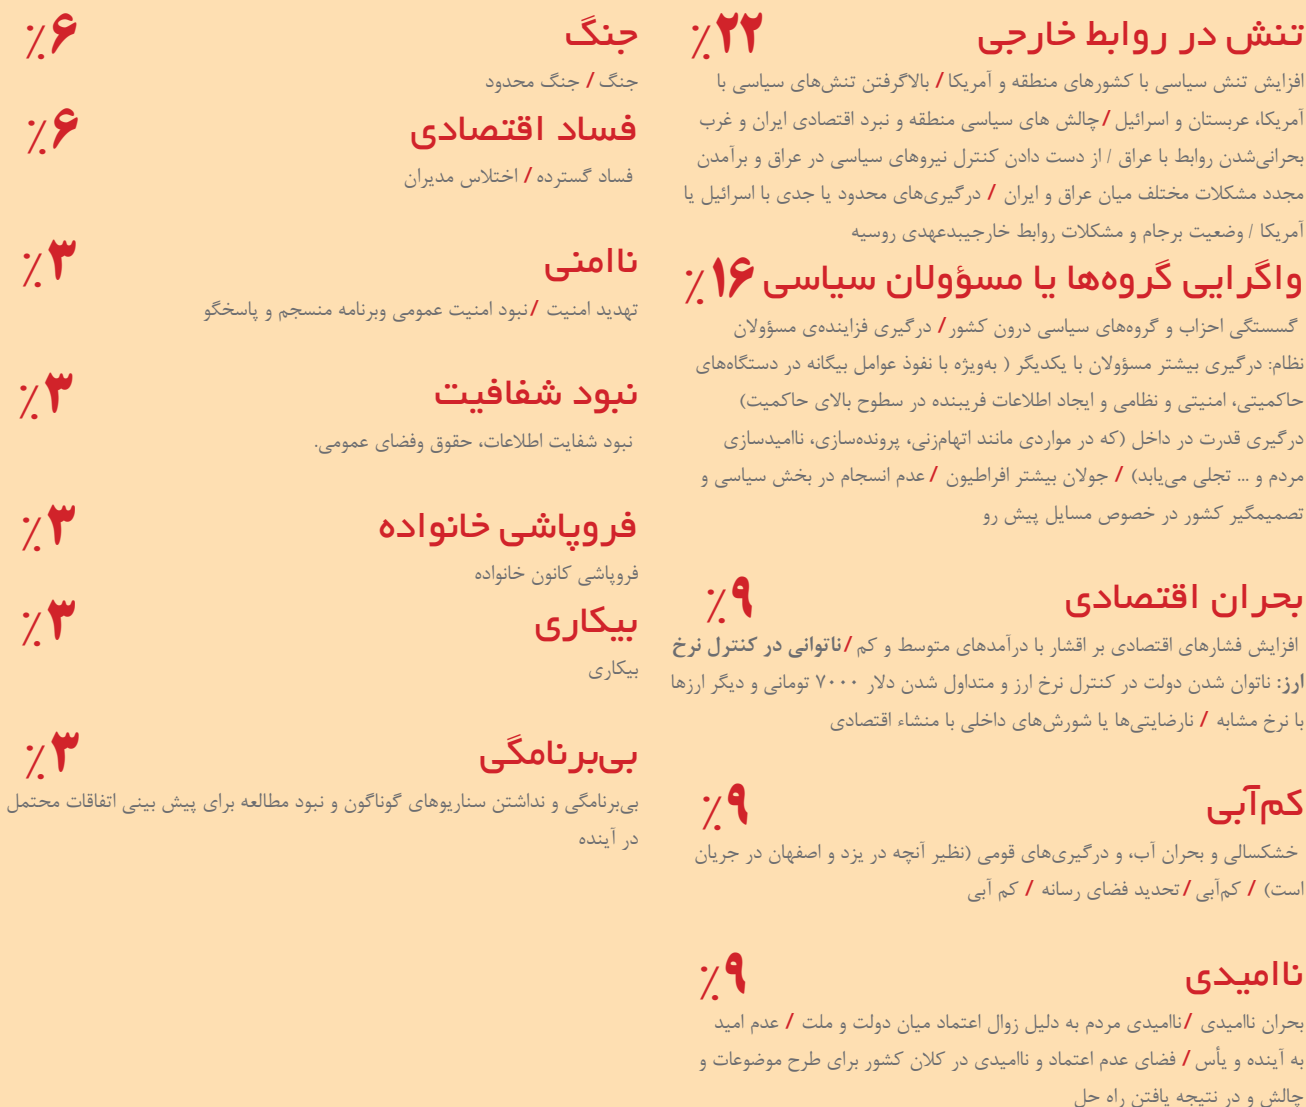 تنش در روابط خارجی ۲۲٪
افزایش تنش سیاسی با کشورهای منطقه و آمریکا / بالاگرفتن تنش‌های سیاسی با
آمریکا، عربستان و اسرائیل / چالش های سیاسی منطقه و نبرد اقتصادی ایران و غرب
بحرانی‌شدن روابط با عراق / از دست دادن کنترل نیروهای سیاسی در عراق و برآمدن
مجدد مشکلات مختلف میان عراق و ایران / درگیری‌های محدود یا جدی با اسرائیل یا
آمریکا / وضعیت برجام و مشکلات روابط خارجیبدعهدی روسیه
واگرایی گروه‌ها یا مسؤولان سیاسی ۱۶٪
گسستگی احزاب و گروه‌های سیاسی درون کشور / درگیری فزاینده‌ی مسؤولان
نظام: درگیری بیشتر مسؤولان با یکدیگر ( به‌ویژه با نفوذ عوامل بیگانه در دستگاه‌های
حاکمیتی، امنیتی و نظامی و ایجاد اطلاعات فریبنده در سطوح بالای حاکمیت)
درگیری قدرت در داخل (که در مواردی مانند اتهام‌زنی، پرونده‌سازی، ناامیدسازی
مردم و ... تجلی می‌یابد) / جولان بیشتر افراطیون / عدم انسجام در بخش سیاسی و
تصمیمگیر کشور در خصوص مسایل پیش رو
بحران اقتصادی ۹٪
افزایش فشارهای اقتصادی بر اقشار با درآمدهای متوسط و کم / ناتوانی در کنترل نرخ
ارز: ناتوان شدن دولت در کنترل نرخ ارز و متداول شدن دلار ۷۰۰۰ تومانی و دیگر ارزها
با نرخ مشابه / نارضایتی‌ها یا شورش‌های داخلی با منشاء اقتصادی
کم‌آبی ۹٪
خشکسالی و بحران آب، و درگیری‌های قومی (نظیر آنچه در یزد و اصفهان در جریان
است) / کم‌آبی / تحدید فضای رسانه / کم آبی
ناامیدی ۹٪
بحران ناامیدی / ناامیدی مردم به دلیل زوال اعتماد میان دولت و ملت / عدم امید
به آینده و یأس / فضای عدم اعتماد و ناامیدی در کلان کشور برای طرح موضوعات و
چالش و در نتیجه یافتن راه حل
جنگ ۶٪
جنگ / جنگ محدود
فساد اقتصادی ۶٪
فساد گسترده / اختلاس مدیران
ناامنی ۳٪
تهدید امنیت / نبود امنیت عمومی وبرنامه منسجم و پاسخگو
نبود شفافیت ۳٪
نبود شفایت اطلاعات، حقوق وفضای عمومی.
فروپاشی خانواده ۳٪
فروپاشی کانون خانواده
بیکاری ۳٪
بیکاری
بی‌برنامگی ۳٪
بی‌برنامگی و نداشتن سناریوهای گوناگون و نبود مطالعه برای پیش بینی اتفاقات محتمل
در آینده